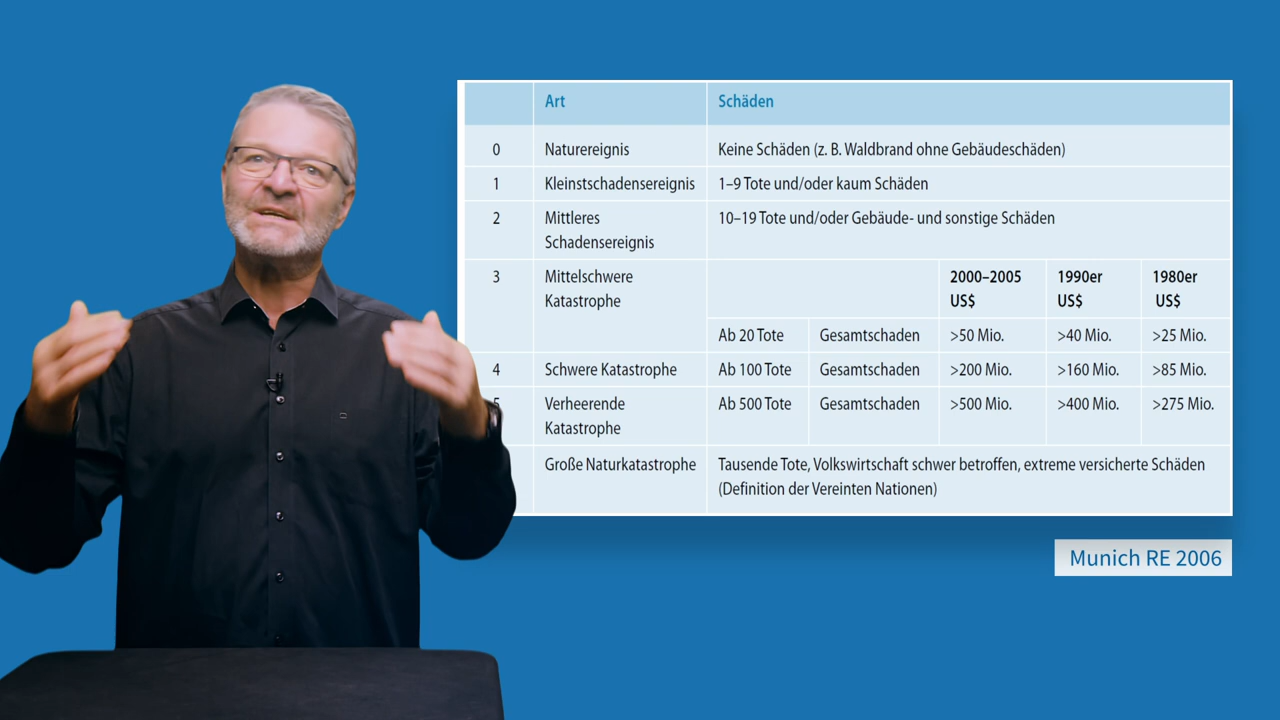 Art Schäden
0 Naturereignis Keine Schäden (z. B. Waldbrand ohne Gebäudeschäden)
1 Kleinstschadensereignis 1–9 Tote und/oder kaum Schäden
2 Mittleres 10–19 Tote und/oder Gebäude- und sonstige Schäden
Schadensereignis
3 Mittelschwere 2000–2005 1990er 1980er
Katastrophe US$ US$ US$
Ab 20 Tote Gesamtschaden >50 Mio. >40 Mio. >25 Mio.
4 Schwere Katastrophe Ab 100 Tote Gesamtschaden >200 Mio. >160 Mio. >85 Mio.
5 Verheerende Ab 500 Tote Gesamtschaden >500 Mio. >400 Mio. >275 Mio.
Katastrophe
Große Naturkatastrophe Tausende Tote, Volkswirtschaft schwer betroffen, extreme versicherte Schäden
(Definition der Vereinten Nationen)
Munich RE 2006